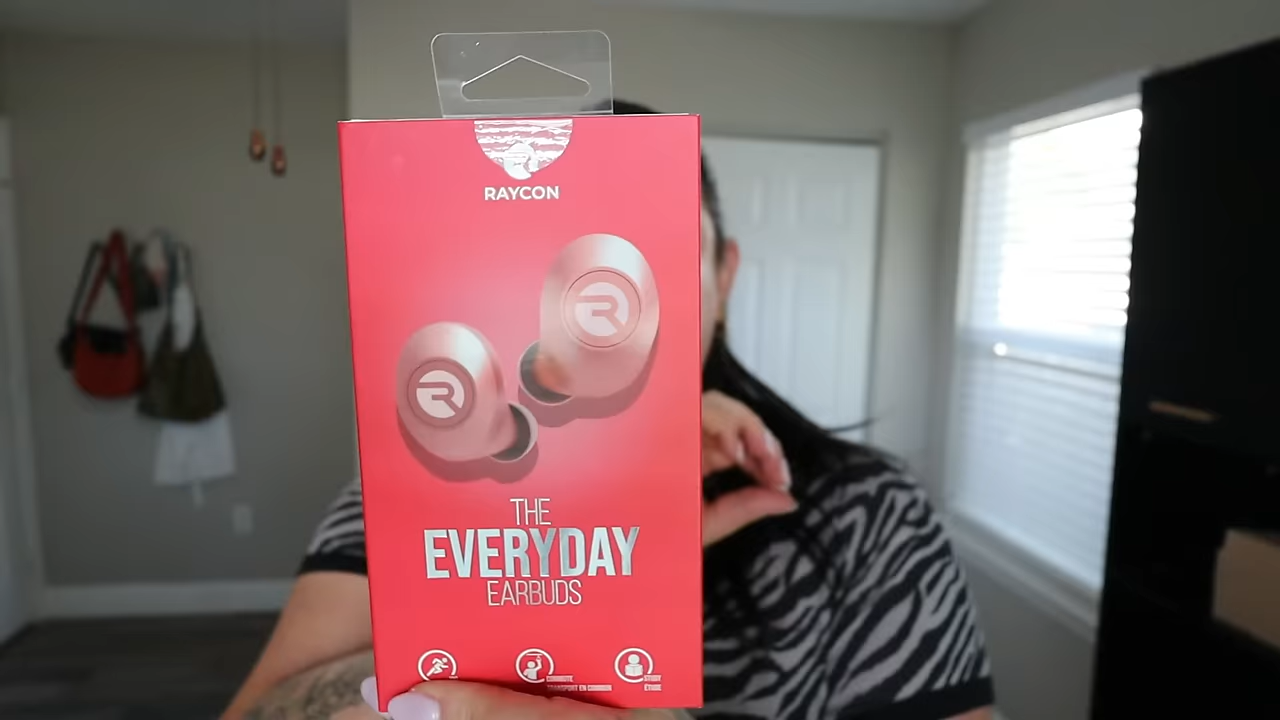 RAYCON
THE
EVERYDAY
EARBUDS
COMMUTE
TRANSPORT EN COMMUN
STUDY
ÉTUDE